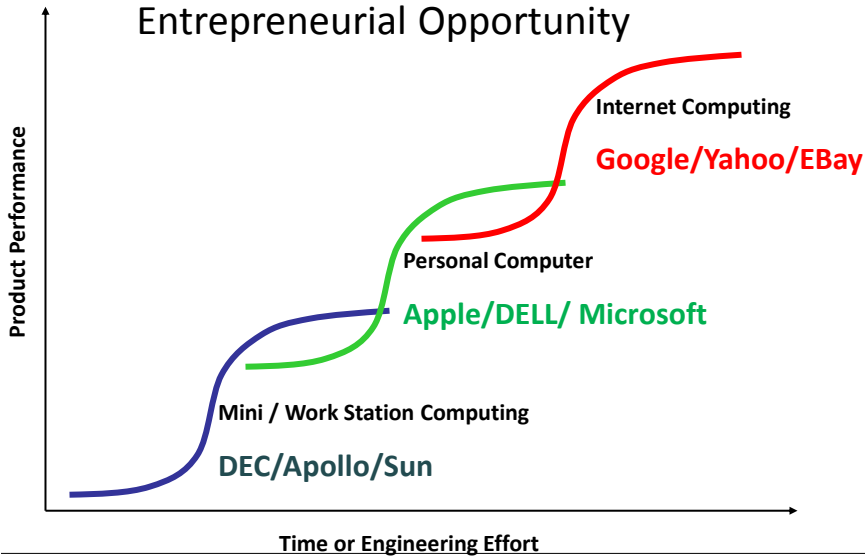 Entrepreneurial Opportunity
Product Performance
Internet Computing
Google/Yahoo/EBay
Personal Computer
Apple/DELL/ Microsoft
Mini / Work Station Computing
DEC/Apollo/Sun
Time or Engineering Effort